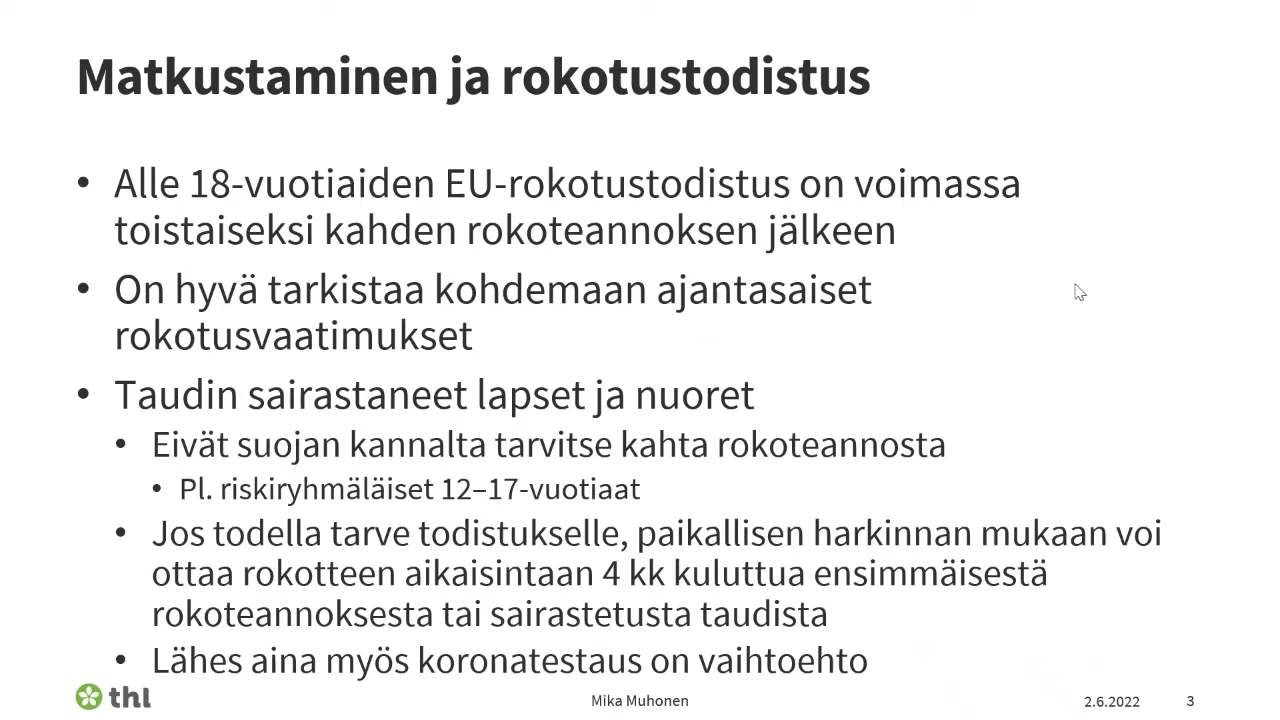 Matkustaminen ja rokotustodistus
• Alle 18-vuotiaiden EU-rokotustodistus on voimassa
toistaiseksi kahden rokoteannoksen jälkeen
• On hyvä tarkistaa kohdemaan ajantasaiset
rokotusvaatimukset
• Taudin sairastaneet lapset ja nuoret
• Eivät suojan kannalta tarvitse kahta rokoteannosta
• Pl. riskiryhmäläiset 12–17-vuotiaat
• Jos todella tarve todistukselle, paikallisen harkinnan mukaan voi
ottaa rokotteen aikaisintaan 4 kk kuluttua ensimmäisestä
rokoteannoksesta tai sairastetusta taudista
• Lähes aina myös koronatestaus on vaihtoehto
thl
Mika Muhonen
2.6.2022
3